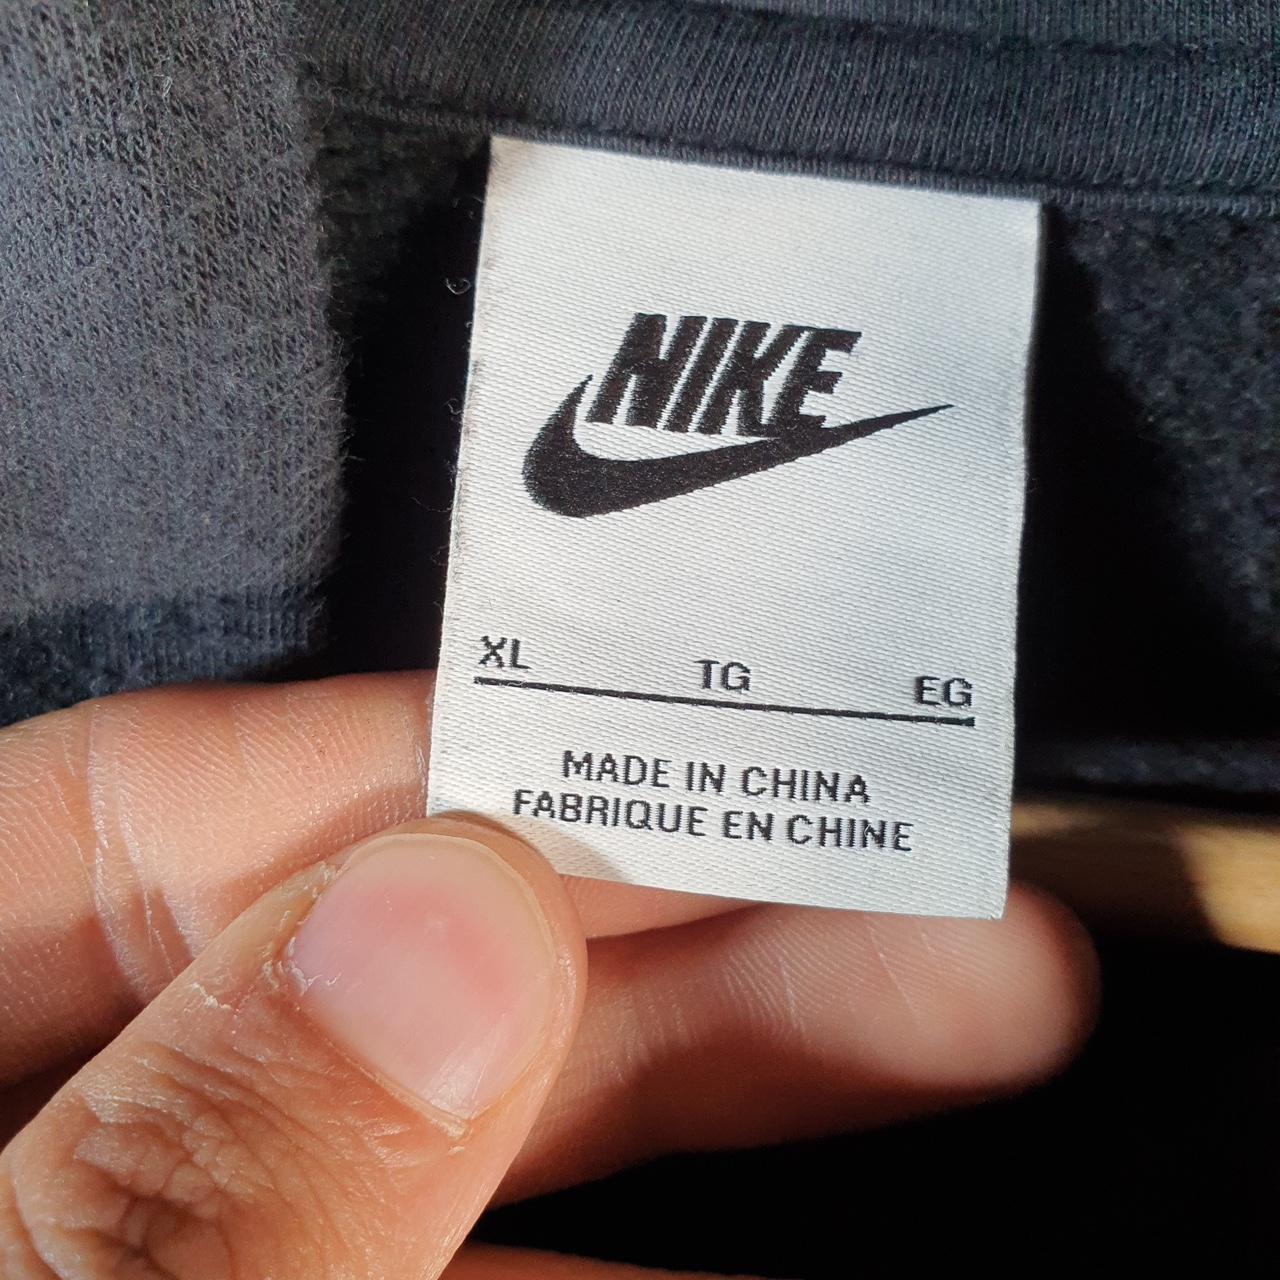 NIKE
XL TG EG
MADE IN CHINA
FABRIQUE EN CHINE